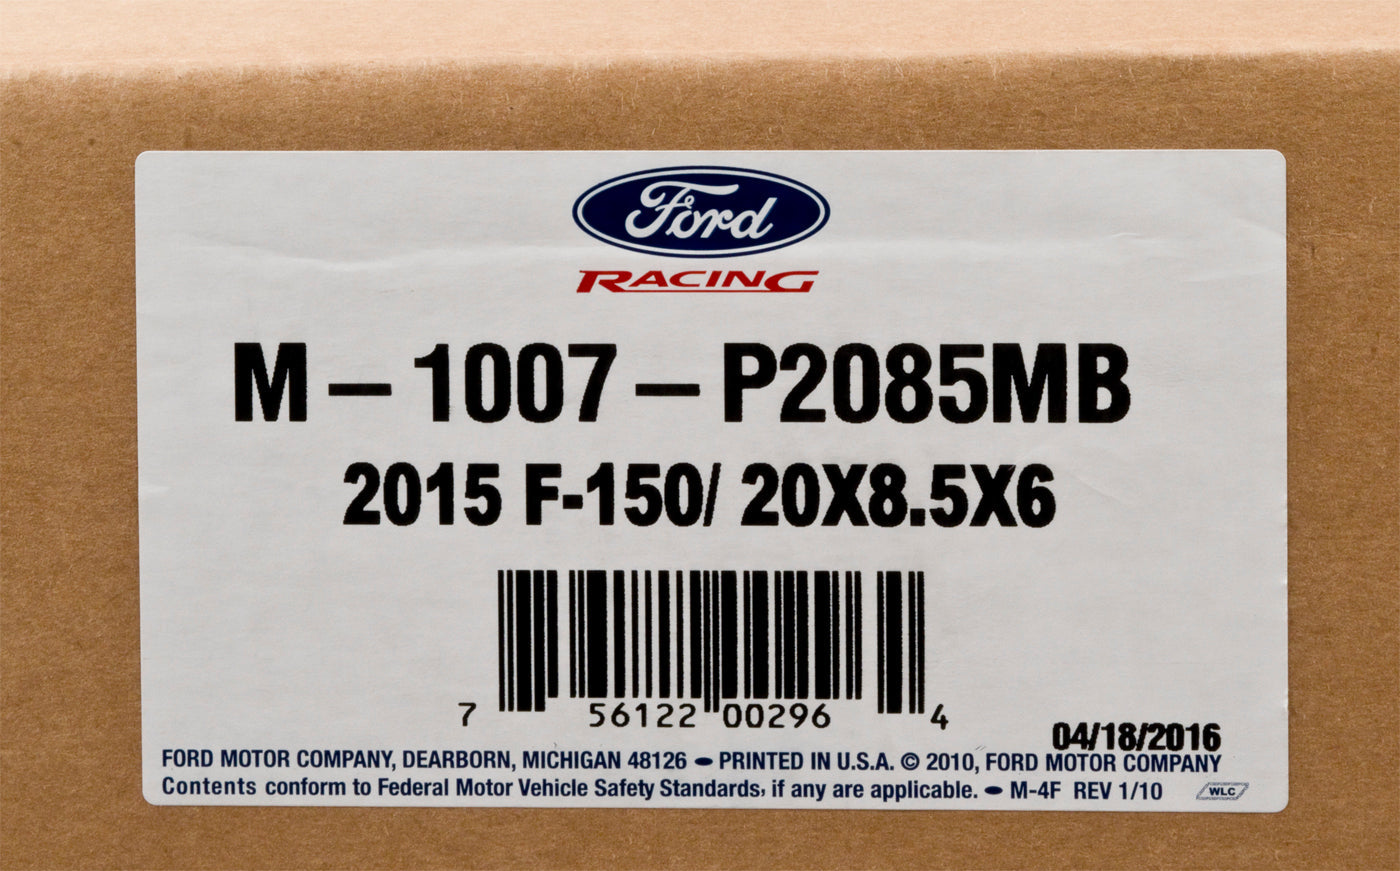 Ford
RACING
M – 1007 – P2085MB
2015 F-150/ 20X8.5X6
7 56122 00296 4
04/18/2016
FORD MOTOR COMPANY, DEARBORN, MICHIGAN 48126 • PRINTED IN U.S.A. © 2010, FORD MOTOR COMPANY
Contents conform to Federal Motor Vehicle Safety Standards, if any are applicable. • M-4F REV 1/10
WLC